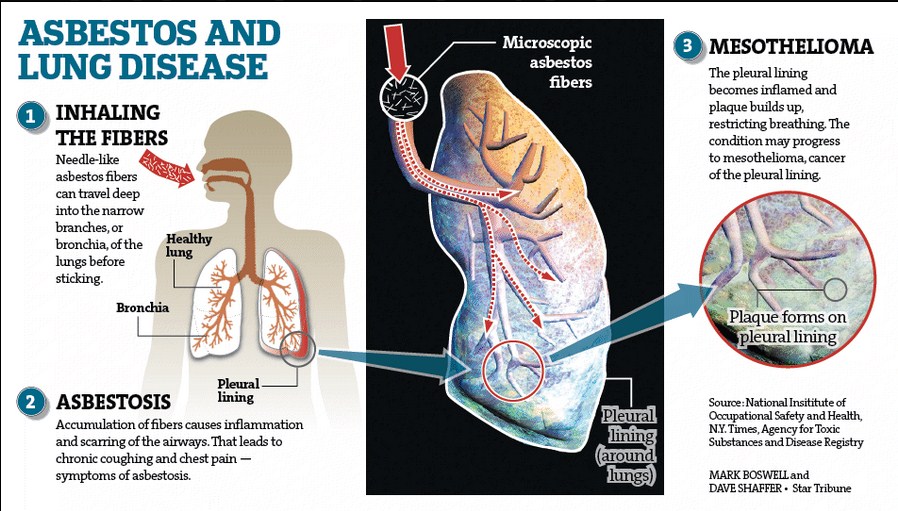 ASBESTOS AND
LUNG DISEASE
1 INHALING
THE FIBERS
Needle-like
asbestos fibers
can travel deep
into the narrow
branches, or
bronchia, of the
lungs before
sticking.
Healthy
lung
Bronchia
Pleural
lining
2 ASBESTOSIS
Accumulation of fibers causes inflammation
and scarring of the airways. That leads to
chronic coughing and chest pain —
symptoms of asbestosis.
Microscopic
asbestos
fibers
Pleural
lining
(around
lungs)
3 MESOTHELIOMA
The pleural lining
becomes inflamed and
plaque builds up,
restricting breathing. The
condition may progress
to mesothelioma, cancer
of the pleural lining.
Plaque forms on
pleural lining
Source: National Insititute of
Occupational Safety and Health,
N.Y. Times, Agency for Toxic
Substances and Disease Registry
MARK BOSWELL and
DAVE SHAFFER • Star Tribune